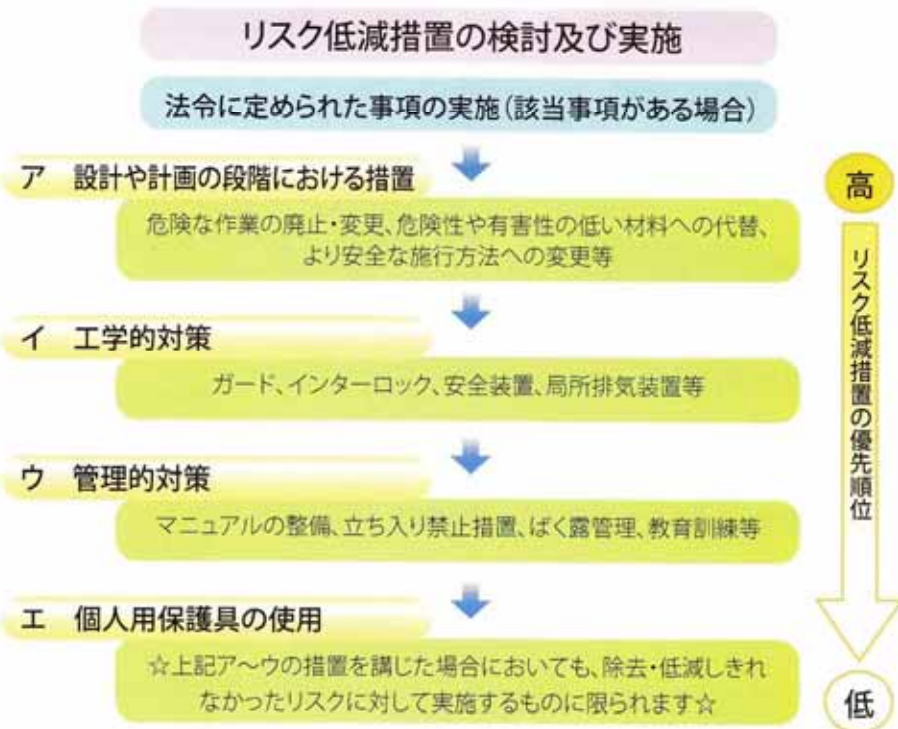 リスク低減措置の検討及び実施
法令に定められた事項の実施(該当事項がある場合)
ア 設計や計画の段階における措置
危険な作業の廃止・変更、危険性や有害性の低い材料への代替、
より安全な施行方法への変更等
イ 工学的対策
ガード、インターロック、安全装置、局所排気装置等
ウ 管理的対策
マニュアルの整備、立ち入り禁止措置、ばく露管理、教育訓練等
エ 個人用保護具の使用
☆上記ア〜ウの措置を講じた場合においても、除去・低減しきれ
なかったリスクに対して実施するものに限られます☆
高
リスク低減措置の優先順位
低